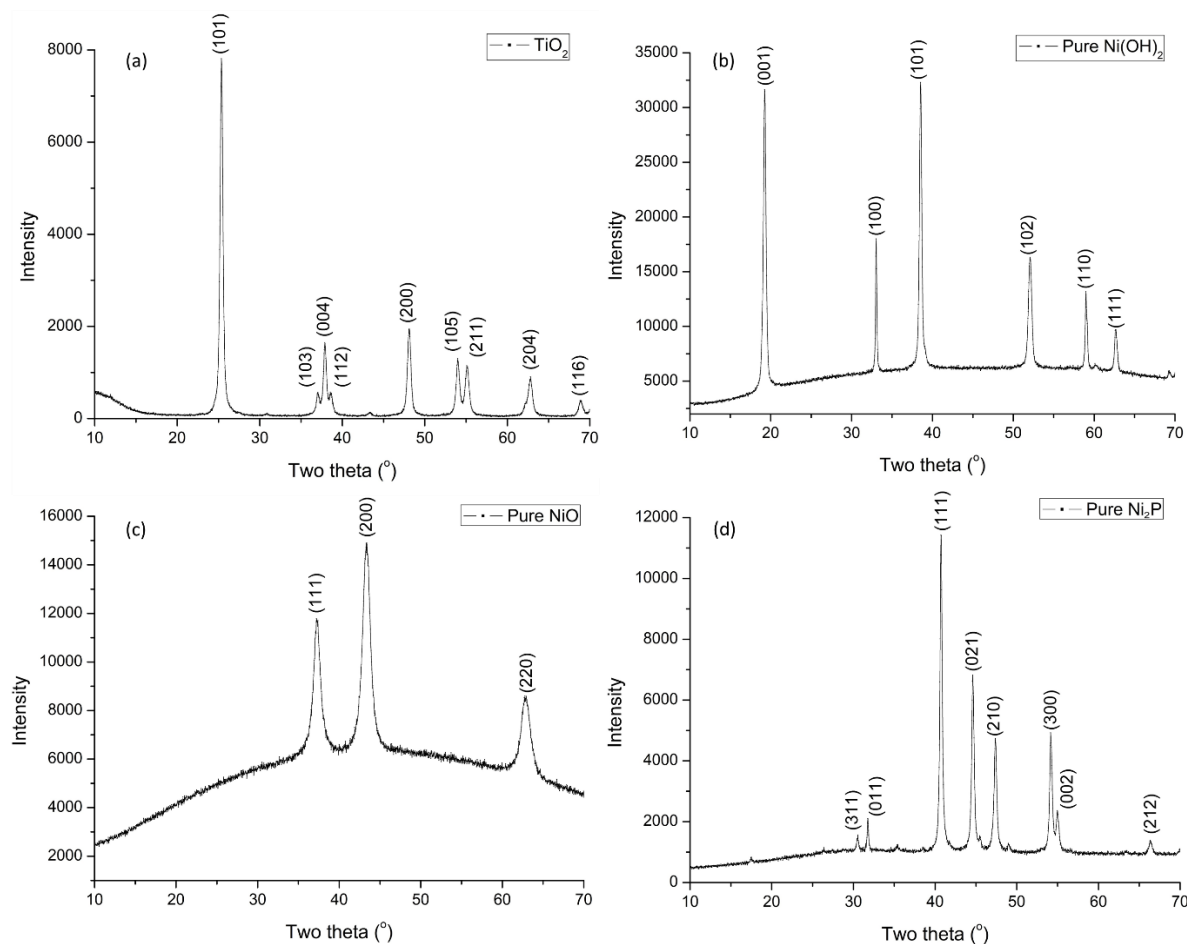 (a)
TiO₂
8000
6000
4000
2000
0
Intensity
(101)
(103)
(004)
(112)
(200)
(105)
(211)
(204)
(116)
10 20 30 40 50 60 70
Two theta (°)
(b)
Pure Ni(OH)₂
35000
30000
25000
20000
15000
10000
5000
Intensity
(001)
(100)
(101)
(102)
(110)
(111)
10 20 30 40 50 60 70
Two theta (°)
(c)
Pure NiO
16000
14000
12000
10000
8000
6000
4000
2000
Intensity
(111)
(200)
(220)
10 20 30 40 50 60 70
Two theta (°)
(d)
Pure Ni₂P
12000
10000
8000
6000
4000
2000
0
Intensity
(311)
(011)
(111)
(021)
(210)
(300)
(002)
(212)
10 20 30 40 50 60 70
Two theta (°)